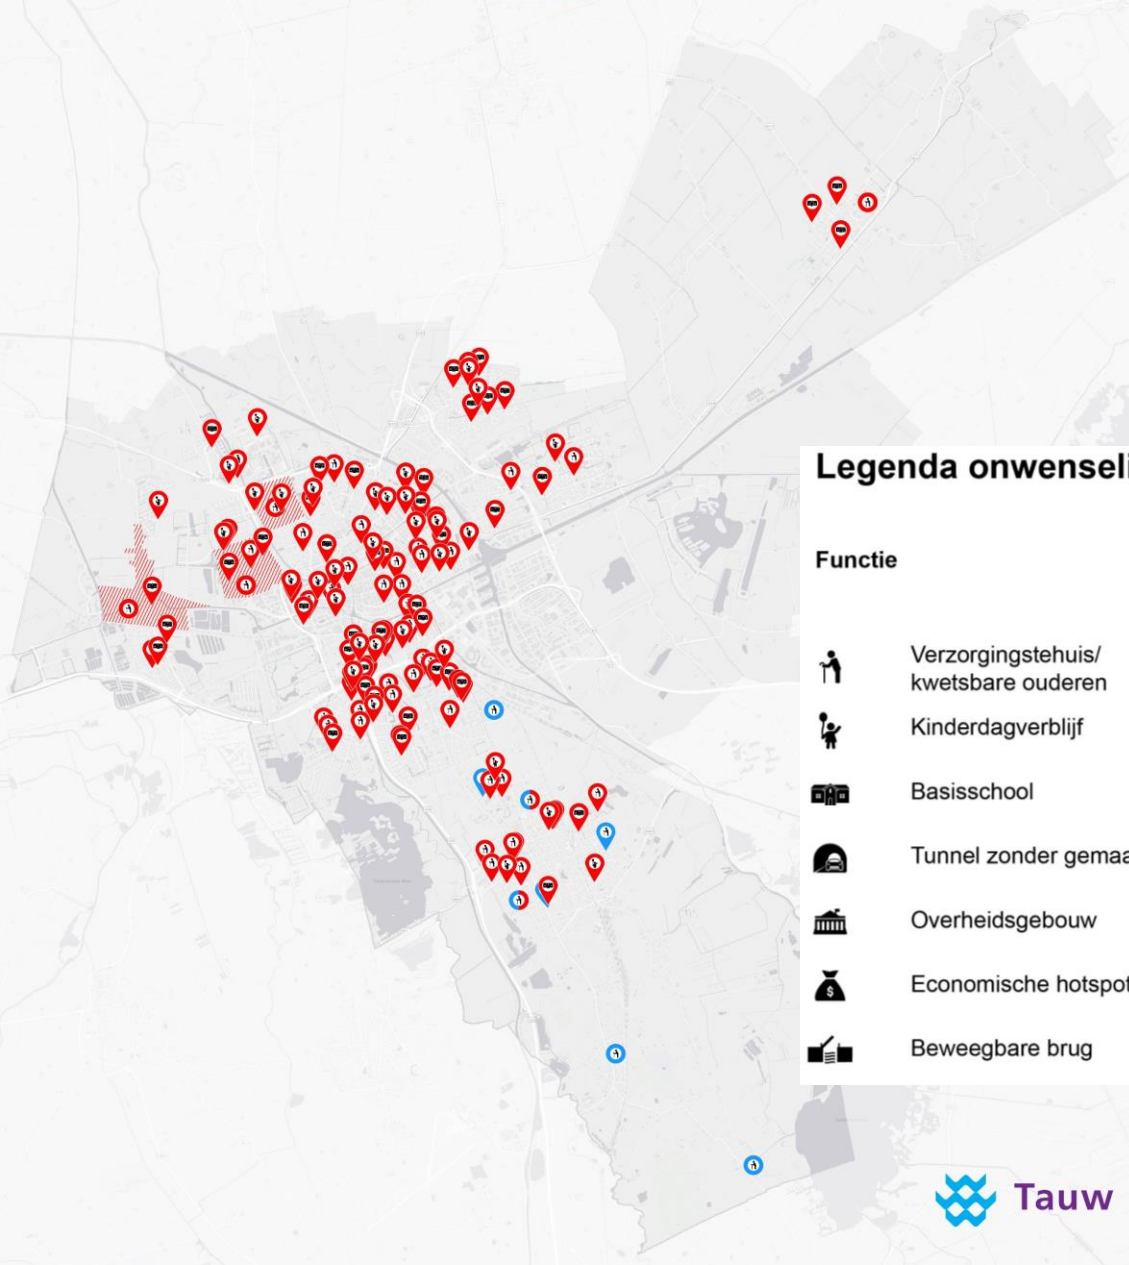 Legenda onwenseli
Functie
Verzorgingstehuis/
kwetsbare ouderen
Kinderdagverblijf
Basisschool
Tunnel zonder gemaa
Overheidsgebouw
Economische hotspot
Beweegbare brug
Tauw